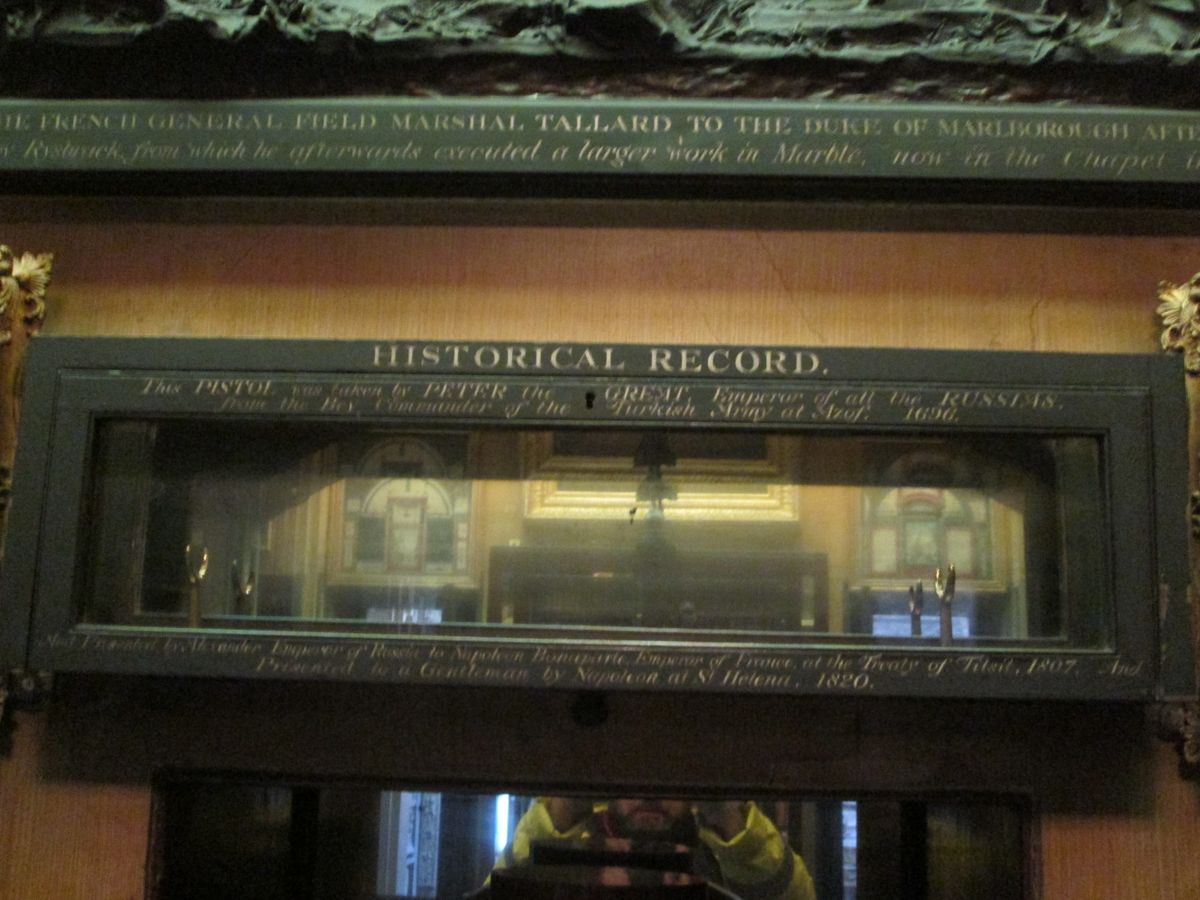 HE FRENCH GENERAL FIELD MARSHAL TALLARD TO THE DUKE OF MARLBOROUGH AFTE
Rysbrack, from which he afterwards executed a larger work in Marble, now in the Chapel
HISTORICAL RECORD.
This PISTOL was taken by PETER the GREAT, Emperor of all the RUSSIAS,
from the Bey, Commander of the Turkish Army at Azof. 1696.
And Presented by Alexander Emperor of Russia to Napoleon Bonaparte, Emperor of France, at the Treaty of Tilsit, 1807. And
Presented to a Gentleman by Napoleon at St Helena, 1820.